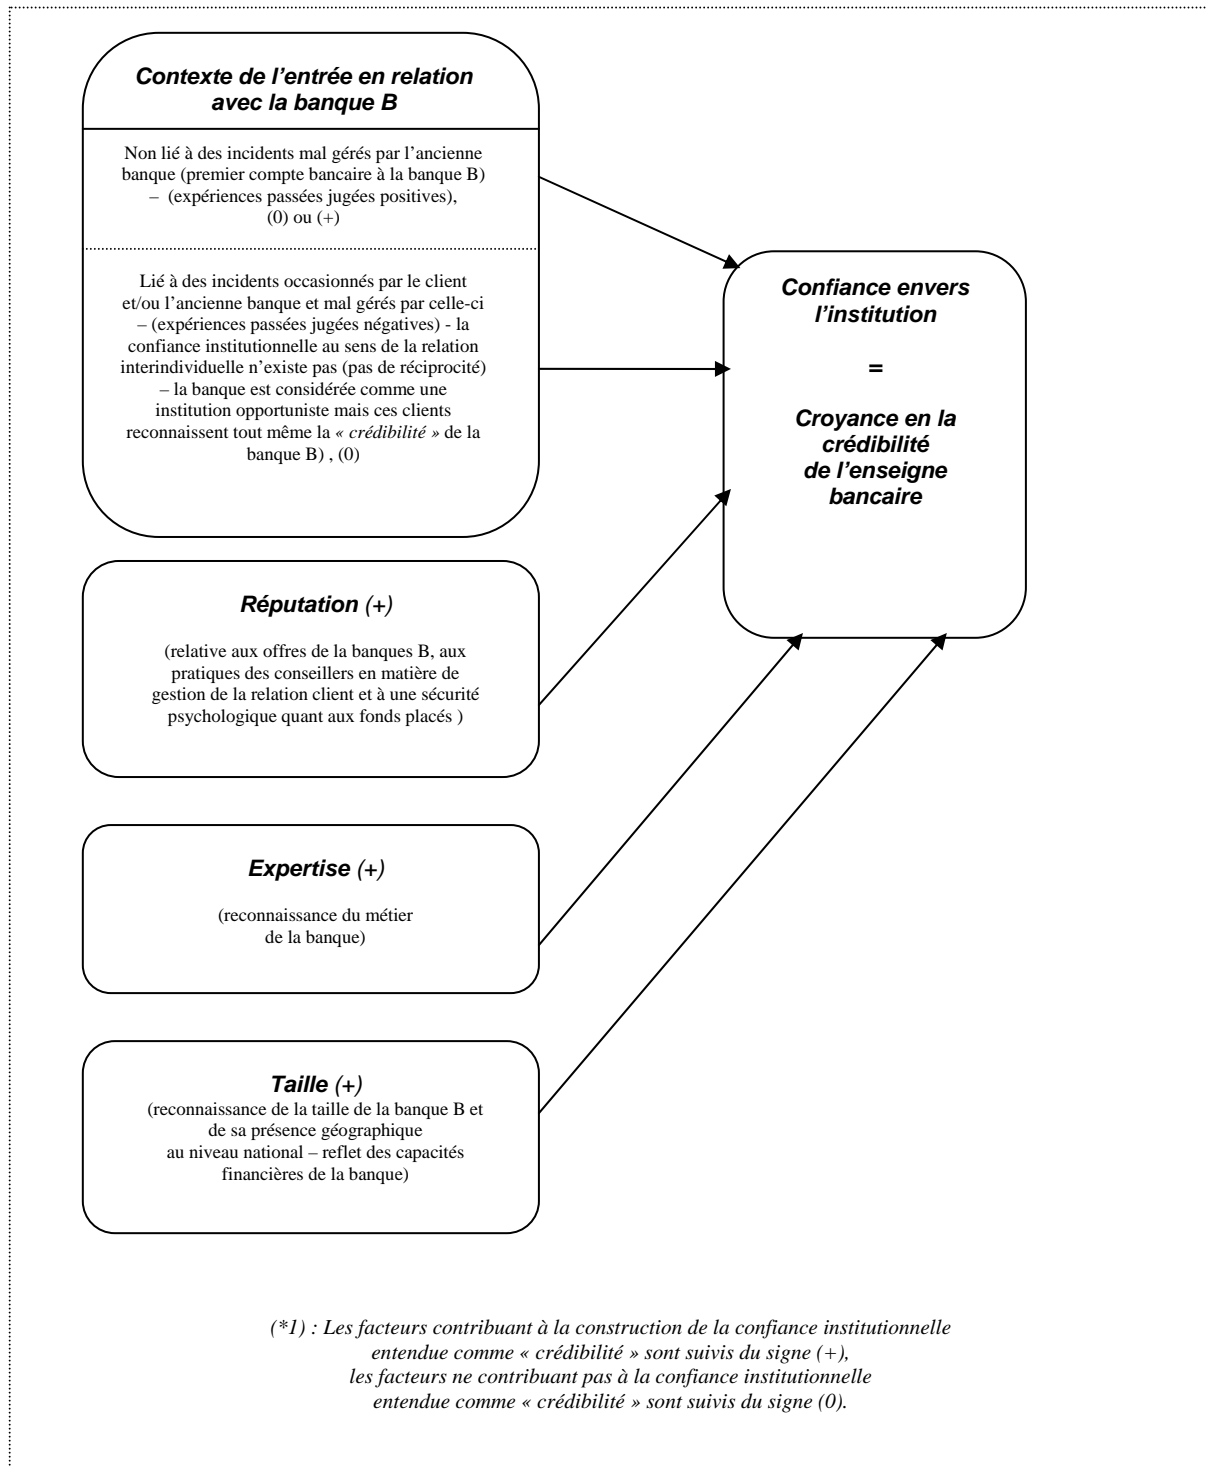 Contexte de l’entrée en relation
avec la banque B
Non lié à des incidents mal gérés par l’ancienne
banque (premier compte bancaire à la banque B)
– (expériences passées jugées positives),
(0) ou (+)
Lié à des incidents occasionnés par le client
et/ou l’ancienne banque et mal gérés par celle-ci
– (expériences passées jugées négatives) - la
confiance institutionnelle au sens de la relation
interindividuelle n’existe pas (pas de réciprocité)
– la banque est considérée comme une
institution opportuniste mais ces clients
reconnaissent tout même la « crédibilité » de la
banque B) , (0)
Confiance envers
l’institution
=
Croyance en la
crédibilité
de l’enseigne
bancaire
Réputation (+)
(relative aux offres de la banques B, aux
pratiques des conseillers en matière de
gestion de la relation client et à une sécurité
psychologique quant aux fonds placés )
Expertise (+)
(reconnaissance du métier
de la banque)
Taille (+)
(reconnaissance de la taille de la banque B et
de sa présence géographique
au niveau national – reflet des capacités
financières de la banque)
(*1) : Les facteurs contribuant à la construction de la confiance institutionnelle
entendue comme « crédibilité » sont suivis du signe (+),
les facteurs ne contribuant pas à la confiance institutionnelle
entendue comme « crédibilité » sont suivis du signe (0).